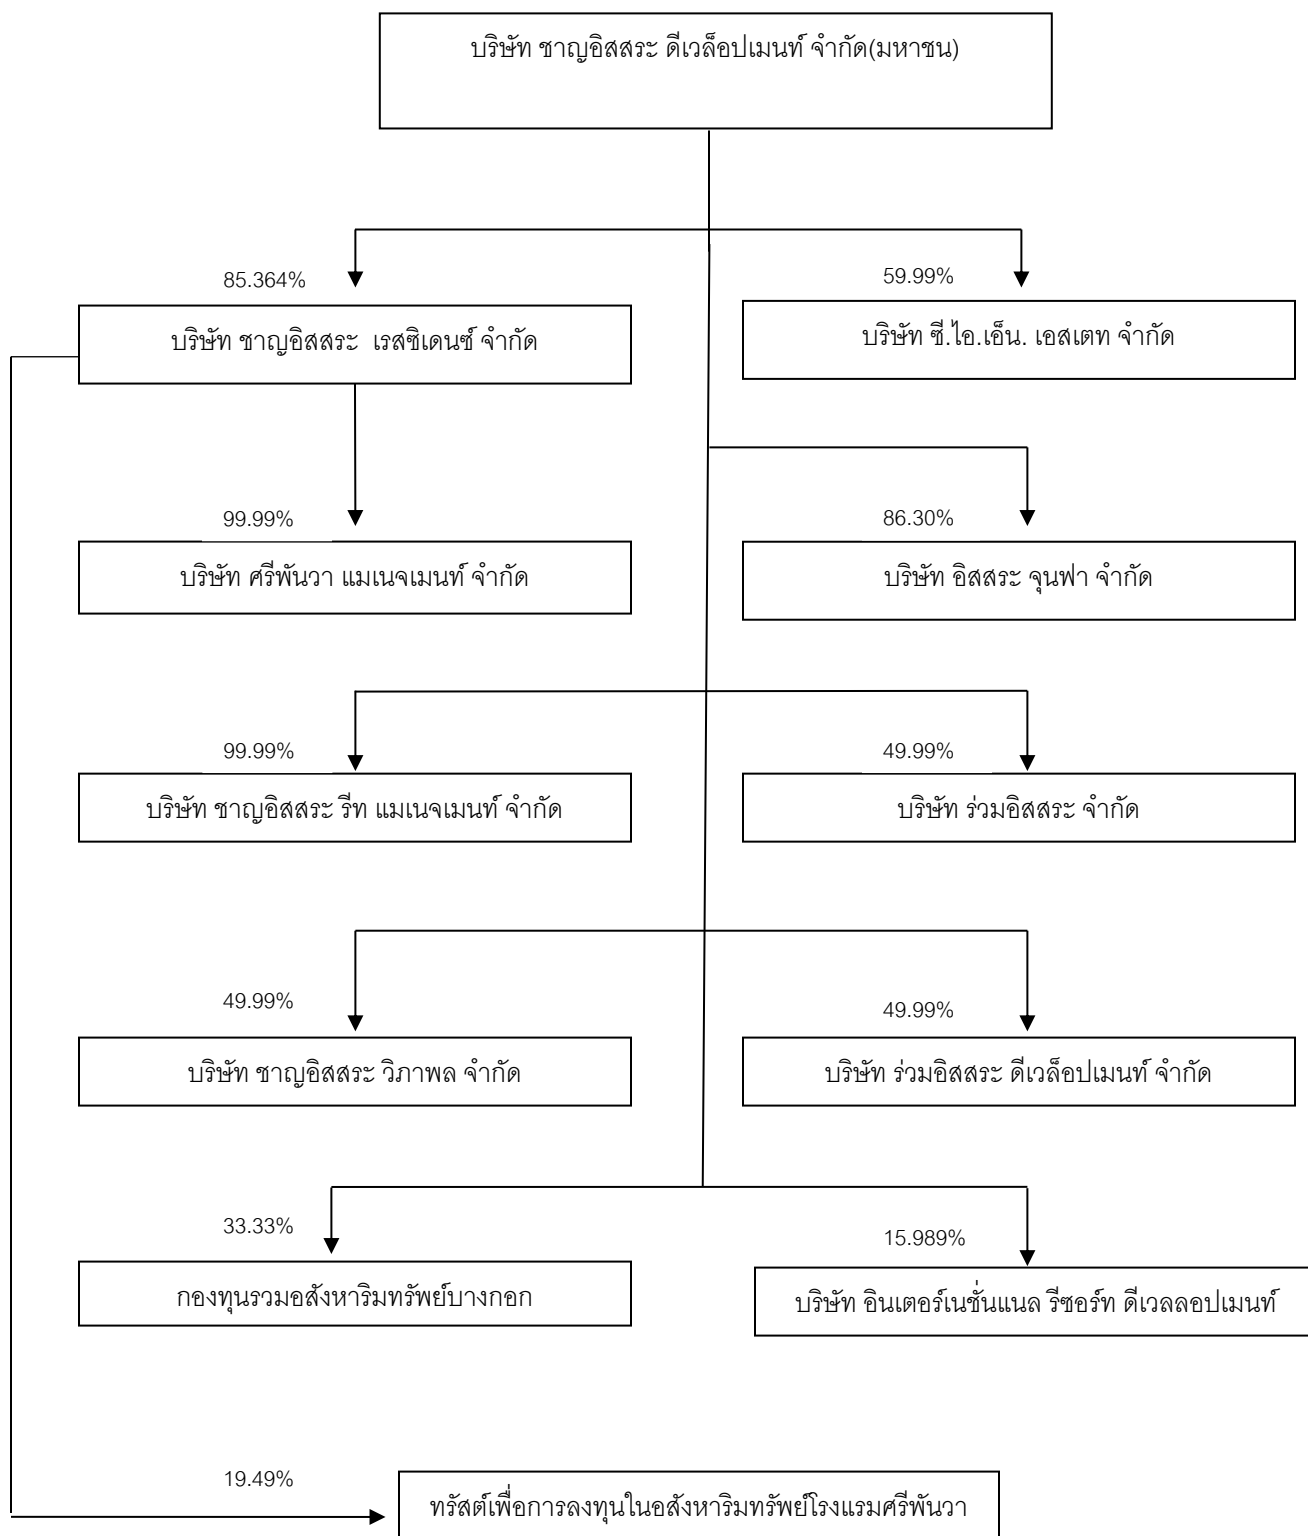 บริษัท ชาญอิสสระ ดีเวล็อปเมนท์ จำกัด(มหาชน)
85.364%
59.99%
บริษัท ชาญอิสสระ เรสซิเดนซ์ จำกัด
บริษัท ซี.ไอ.เอ็น. เอสเตท จำกัด
99.99%
86.30%
บริษัท ศรีพันวา แมเนจเมนท์ จำกัด
บริษัท อิสสระ จุนฟา จำกัด
99.99%
49.99%
บริษัท ชาญอิสสระ รีท แมเนจเมนท์ จำกัด
บริษัท ร่วมอิสสระ จำกัด
49.99%
49.99%
บริษัท ชาญอิสสระ วิภาพล จำกัด
บริษัท ร่วมอิสสระ ดีเวล็อปเมนท์ จำกัด
33.33%
15.989%
กองทุนรวมอสังหาริมทรัพย์บางกอก
บริษัท อินเตอร์เนชั่นแนล รีซอร์ท ดีเวลลอปเมนท์
19.49%
ทรัสต์เพื่อการลงทุนในอสังหาริมทรัพย์โรงแรมศรีพันวา